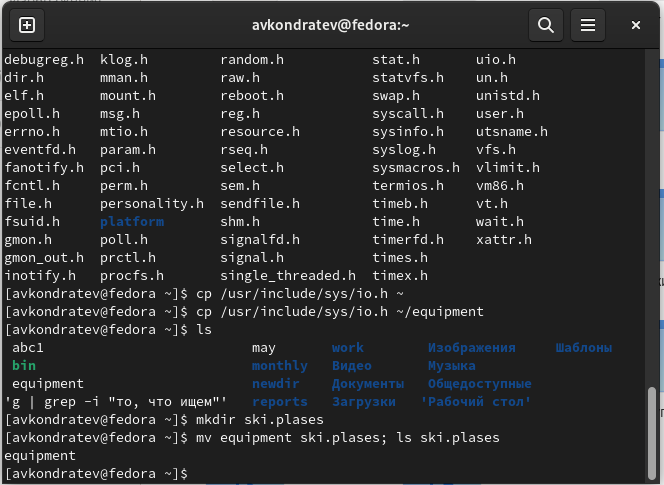 avkondratev@fedora:~
debugreg.h klog.h random.h stat.h uio.h
dir.h mman.h raw.h statvfs.h un.h
elf.h mount.h reboot.h swap.h unistd.h
epoll.h msg.h reg.h syscall.h user.h
errno.h mtio.h resource.h sysinfo.h utsname.h
eventfd.h param.h rseq.h syslog.h vfs.h
fanotify.h pci.h select.h sysmacros.h vlimit.h
fcntl.h perm.h sem.h termios.h vm86.h
file.h personality.h sendfile.h timeb.h vt.h
fsuid.h platform shm.h time.h wait.h
gmon.h poll.h signalfd.h timerfd.h xattr.h
gmon_out.h prctl.h signal.h times.h
inotify.h procfs.h single_threaded.h timex.h
[avkondratev@fedora ~]$ cp /usr/include/sys/io.h ~
[avkondratev@fedora ~]$ cp /usr/include/sys/io.h ~/equipment
[avkondratev@fedora ~]$ ls
abc1 may work Изображения Шаблоны
bin monthly Видео Музыка
equipment newdir Документы Общедоступные
'g | grep -i "то, что ищем"' reports Загрузки 'Рабочий стол'
[avkondratev@fedora ~]$ mkdir ski.plases
[avkondratev@fedora ~]$ mv equipment ski.plases; ls ski.plases
equipment
[avkondratev@fedora ~]$